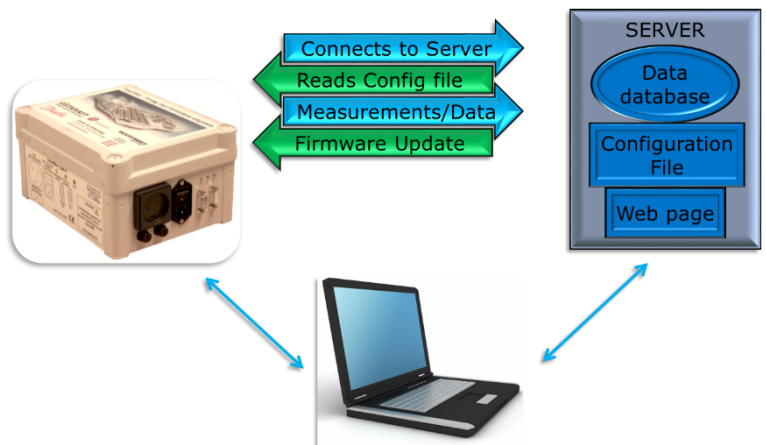 Connects to Server
Reads Config file
Measurements/Data
Firmware Update
SERVER
Data
database
Configuration
File
Web page